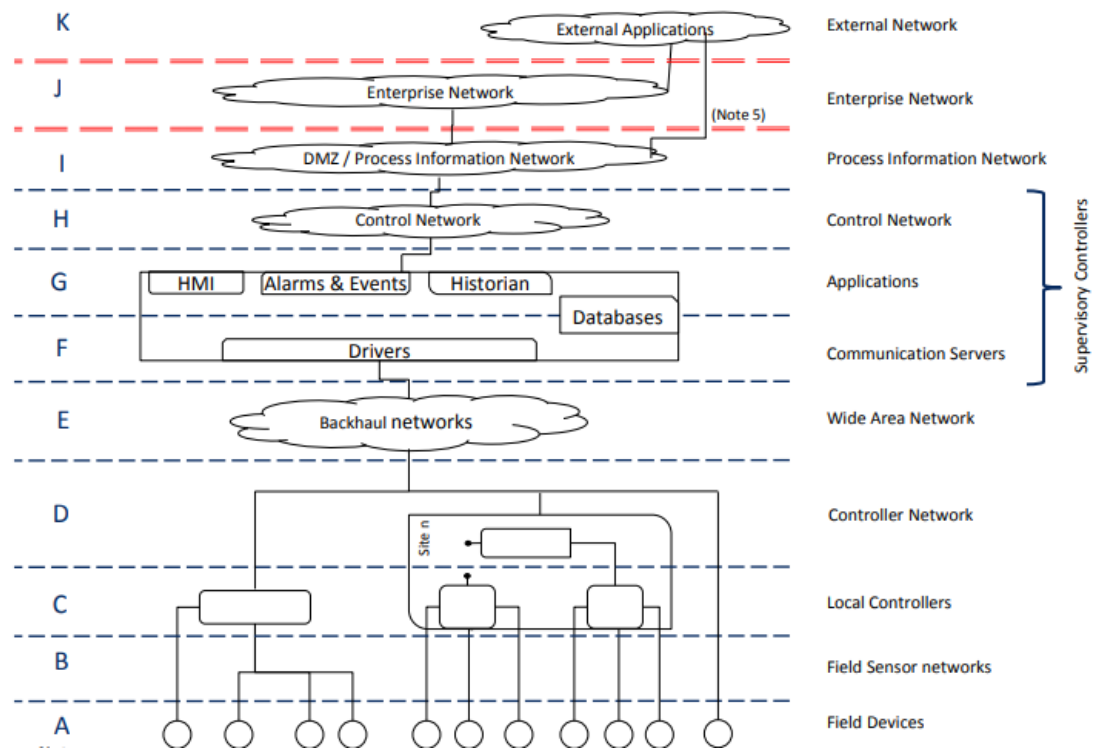 K
External Applications
External Network
J
Enterprise Network
Enterprise Network
(Note 5)
I
DMZ / Process Information Network
Process Information Network
H
Control Network
Control Network
G
HMI
Alarms & Events
Historian
Applications
Databases
F
Drivers
Communication Servers
Supervisory Controllers
E
Backhaul networks
Wide Area Network
D
Site n
Controller Network
C
Local Controllers
B
Field Sensor networks
A
Field Devices